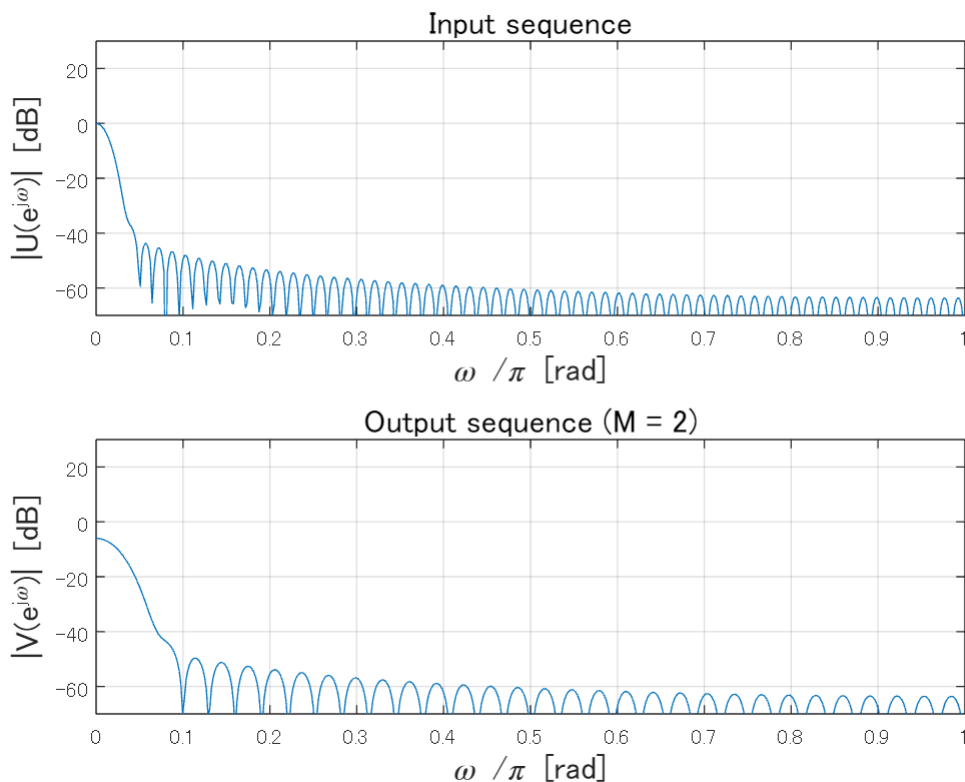 Input sequence
|U(e^jω)| [dB]
20
0
-20
-40
-60
0 0.1 0.2 0.3 0.4 0.5 0.6 0.7 0.8 0.9 1
ω /π [rad]
Output sequence (M = 2)
|V(e^jω)| [dB]
20
0
-20
-40
-60
0 0.1 0.2 0.3 0.4 0.5 0.6 0.7 0.8 0.9 1
ω /π [rad]